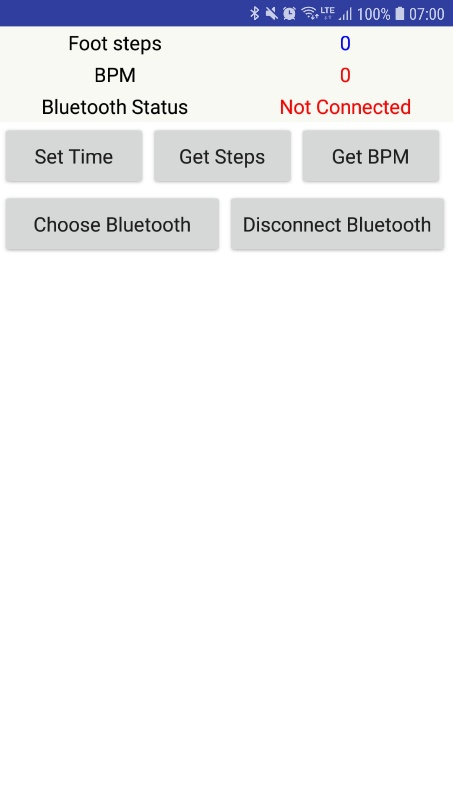 LTE 100% 07:00
Foot steps 0
BPM 0
Bluetooth Status Not Connected
Set Time Get Steps Get BPM
Choose Bluetooth Disconnect Bluetooth